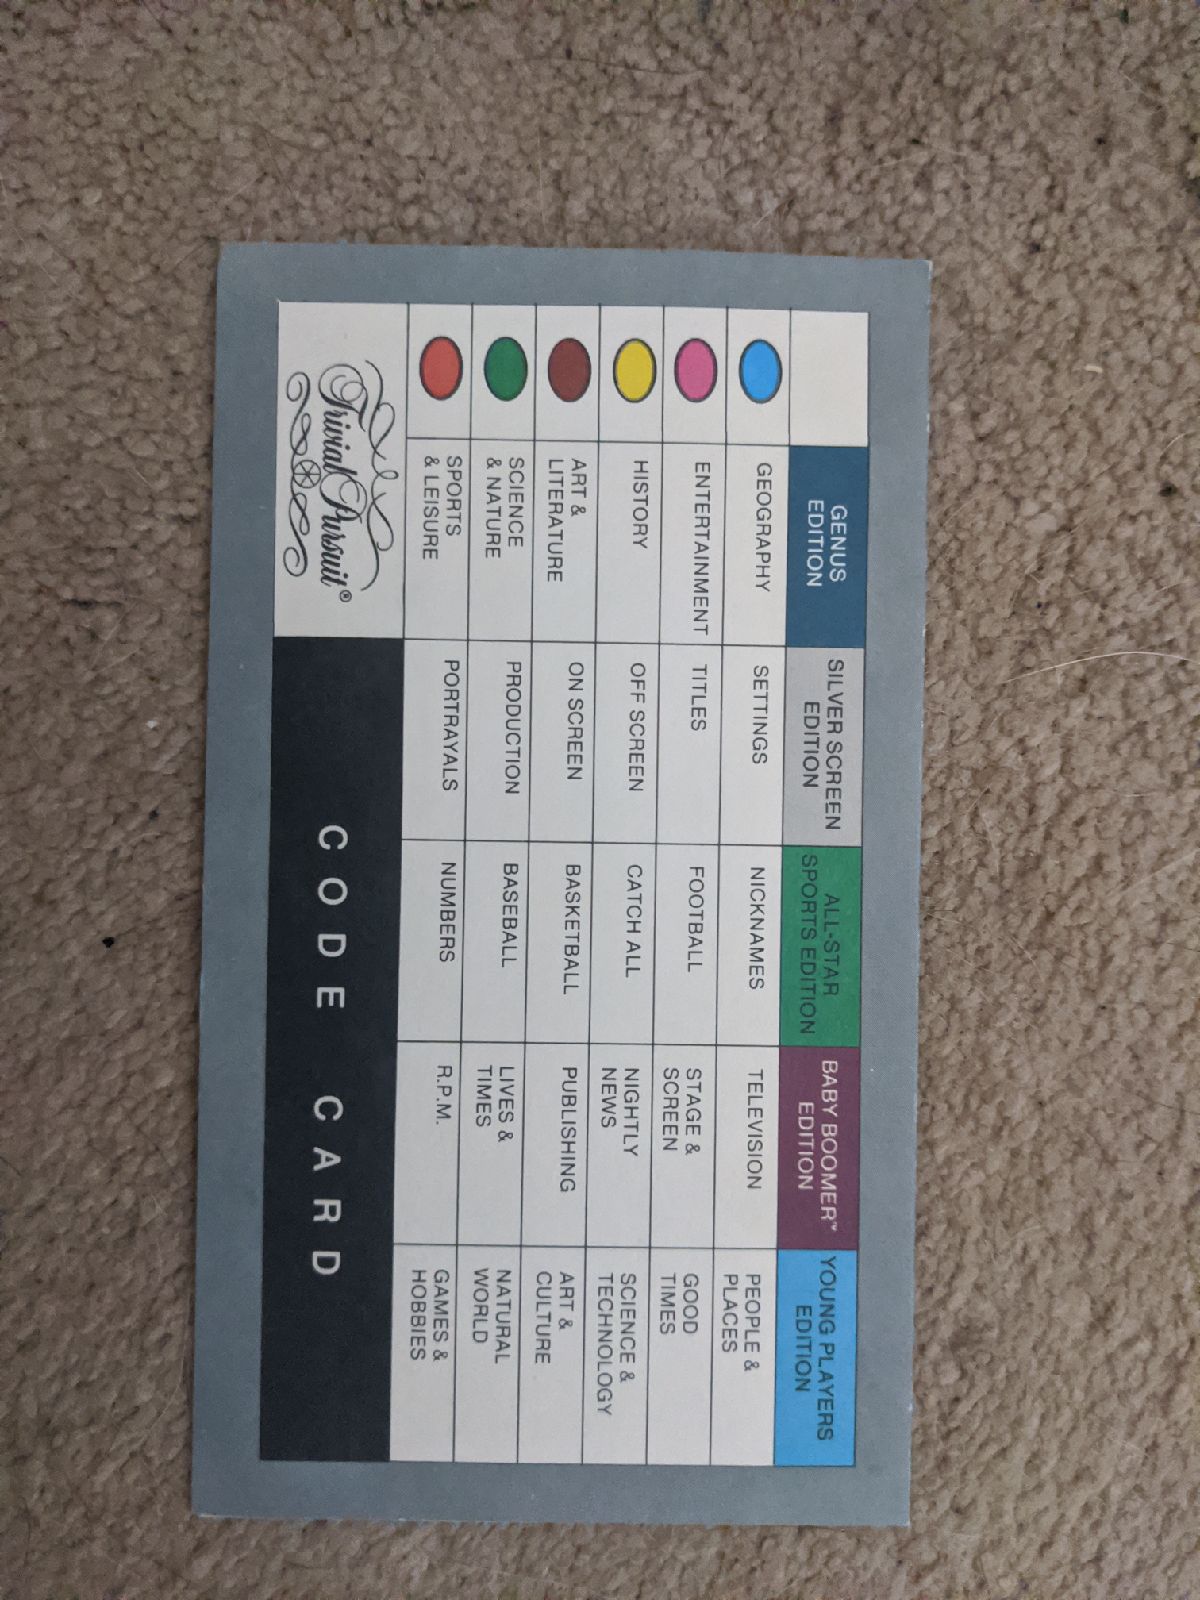 GENUS
EDITION
SILVER SCREEN
EDITION
ALL-STAR
SPORTS EDITION
BABY BOOMER™
EDITION
YOUNG PLAYERS
EDITION
GEOGRAPHY
SETTINGS
NICKNAMES
TELEVISION
PEOPLE &
PLACES
ENTERTAINMENT
TITLES
FOOTBALL
STAGE &
SCREEN
GOOD
TIMES
HISTORY
OFF SCREEN
CATCH ALL
NIGHTLY
NEWS
SCIENCE &
TECHNOLOGY
ART &
LITERATURE
ON SCREEN
BASKETBALL
PUBLISHING
ART &
CULTURE
SCIENCE
& NATURE
PRODUCTION
BASEBALL
LIVES &
TIMES
NATURAL
WORLD
SPORTS
& LEISURE
PORTRAYALS
NUMBERS
R.P.M.
GAMES &
HOBBIES
Trivial Pursuit®
CODE CARD